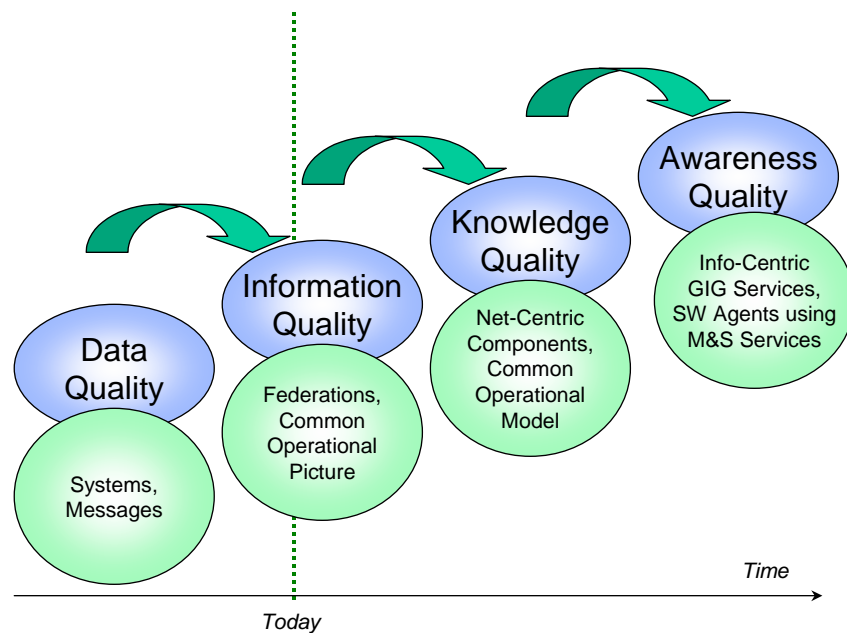 Data
Quality
Systems,
Messages
Information
Quality
Federations,
Common
Operational
Picture
Knowledge
Quality
Net-Centric
Components,
Common
Operational
Model
Awareness
Quality
Info-Centric
GIG Services,
SW Agents using
M&S Services
Time
Today